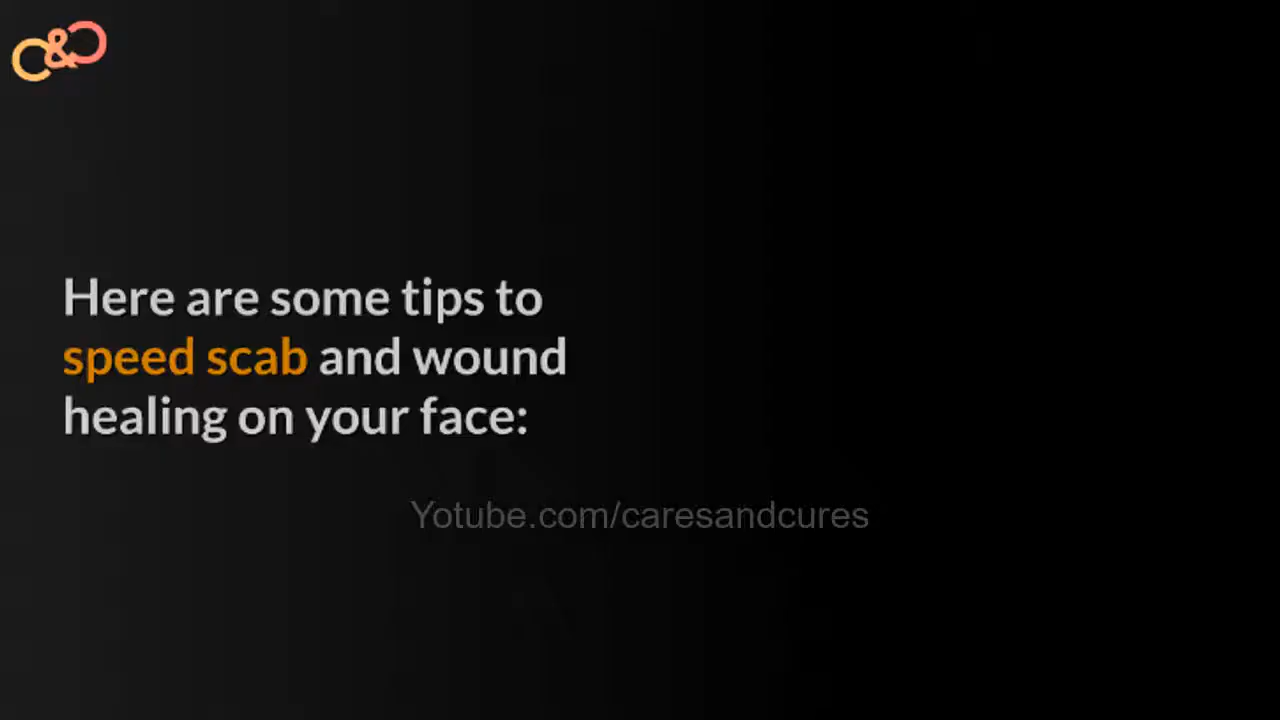 C&C
Here are some tips to
speed scab and wound
healing on your face:
Yotube.com/caresandcures